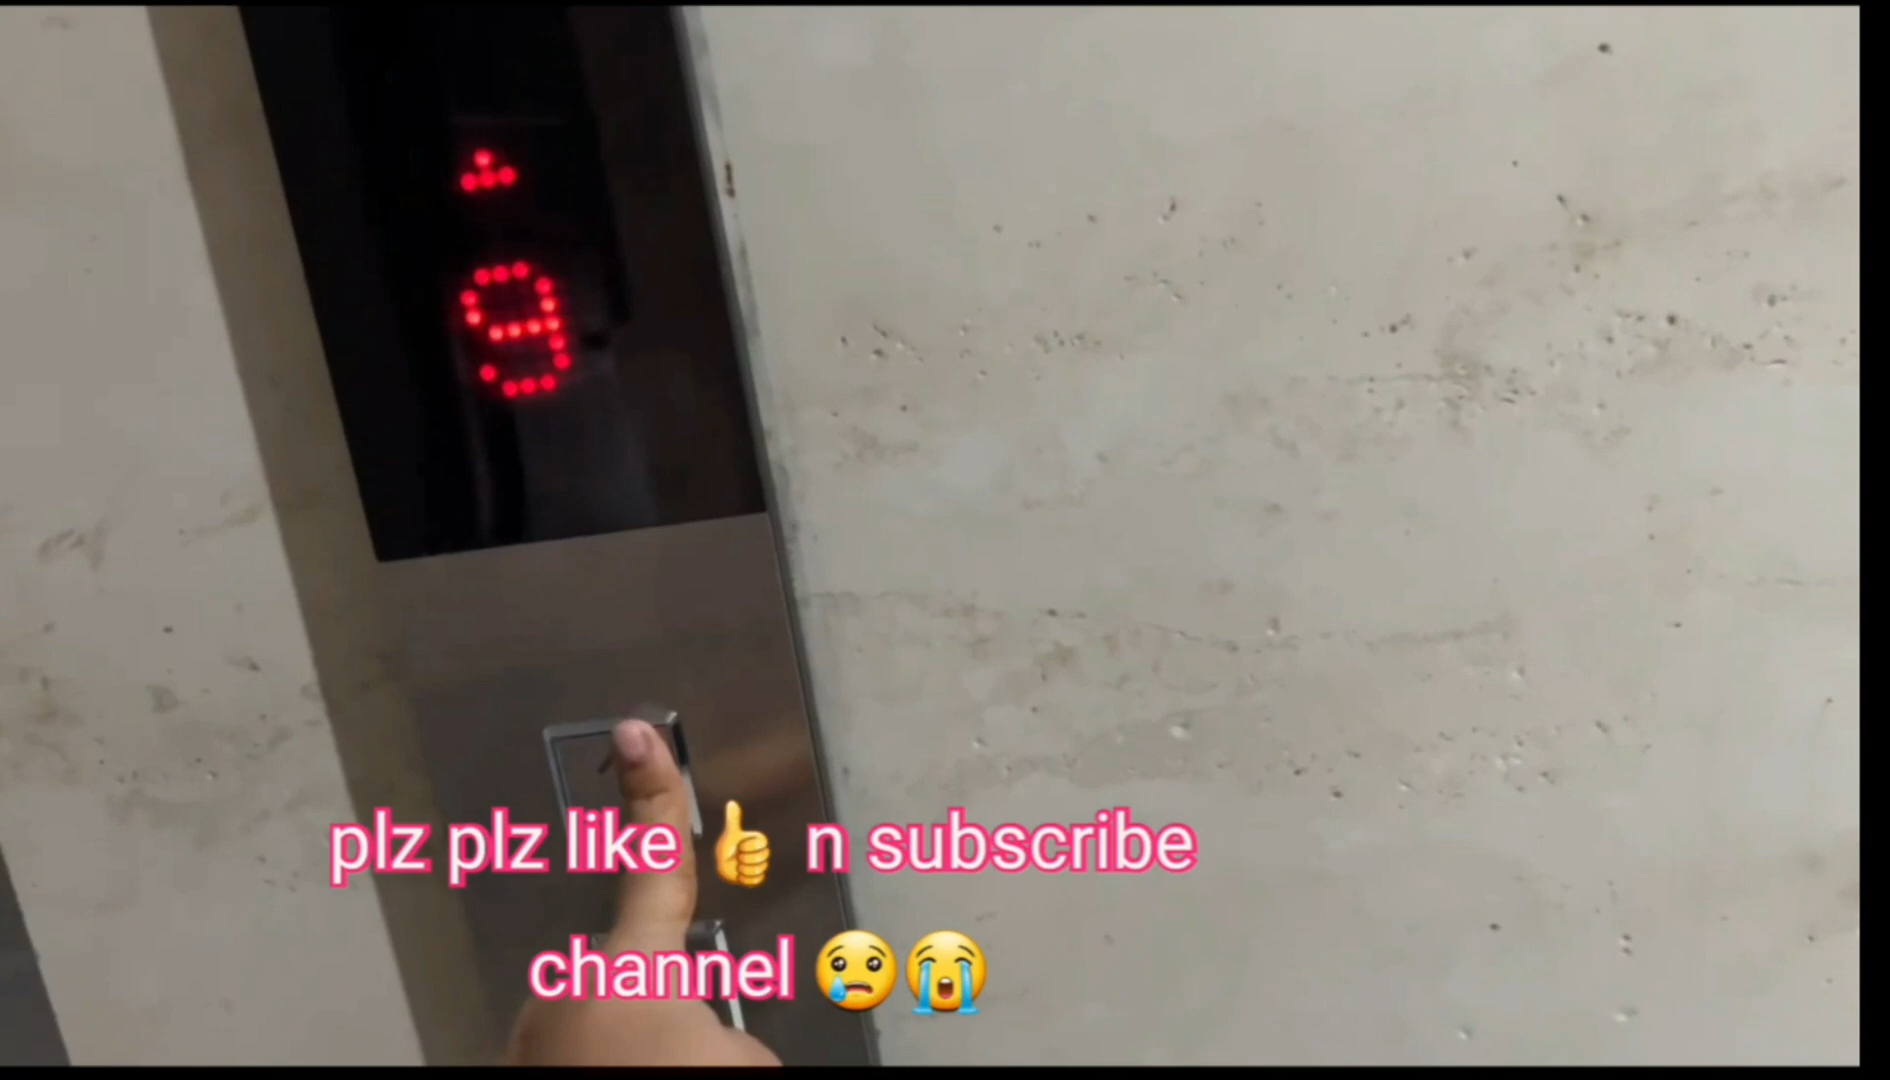 9
plz plz like 👍 n subscribe
channel 😢😭